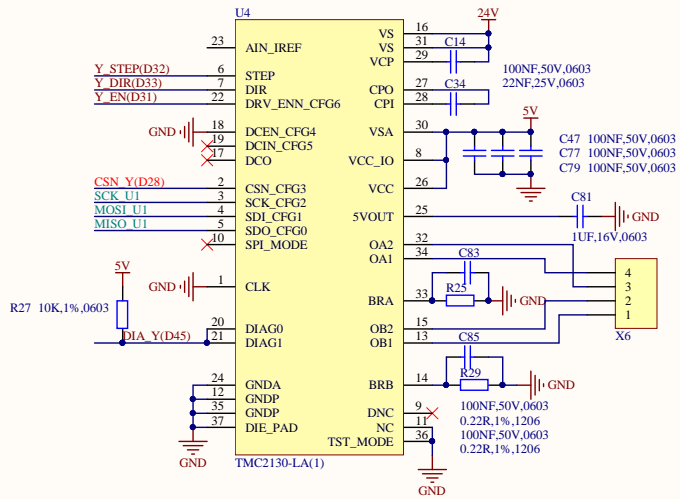 U4
24V
23 AIN_IREF
VS 16
VS 31
VCP 29
C14
100NF,50V,0603
22NF,25V,0603
Y_STEP(D32) 6 STEP
Y_DIR(D33) 7 DIR
Y_EN(D31) 22 DRV_ENN_CFG6
CPO 27
CPI 28
C34
GND 18 DCEN_CFG4
19 DCIN_CFG5
17 DCO
VSA 30
VCC_IO 8
VCC 26
5V
C47 100NF,50V,0603
C77 100NF,50V,0603
C79 100NF,50V,0603
CSN_Y(D28) 2 CSN_CFG3
SCK_U1 3 SCK_CFG2
MOSI_U1 4 SDI_CFG1
MISO_U1 5 SDO_CFG0
10 SPI_MODE
5VOUT 25
C81
GND
1UF,16V,0603
OA2 32
OA1 34
5V
GND 1 CLK
R27 10K,1%,0603
BRA 33
C83
R25
GND
4
3
2
1
X6
DIA_Y(D45)
20 DIAG0
21 DIAG1
OB2 15
OB1 13
C85
R29
GND
24 GNDA
12 GNDP
35 GNDP
37 DIE_PAD
GND
BRB 14
DNC 9
NC 11
TST_MODE 36
100NF,50V,0603
0.22R,1%,1206
100NF,50V,0603
0.22R,1%,1206
TMC2130-LA(1)
GND